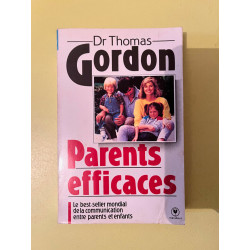 Dr Thomas
Gordon
Parents
efficaces
Le best-seller mondial
de la communication
entre parents et enfants